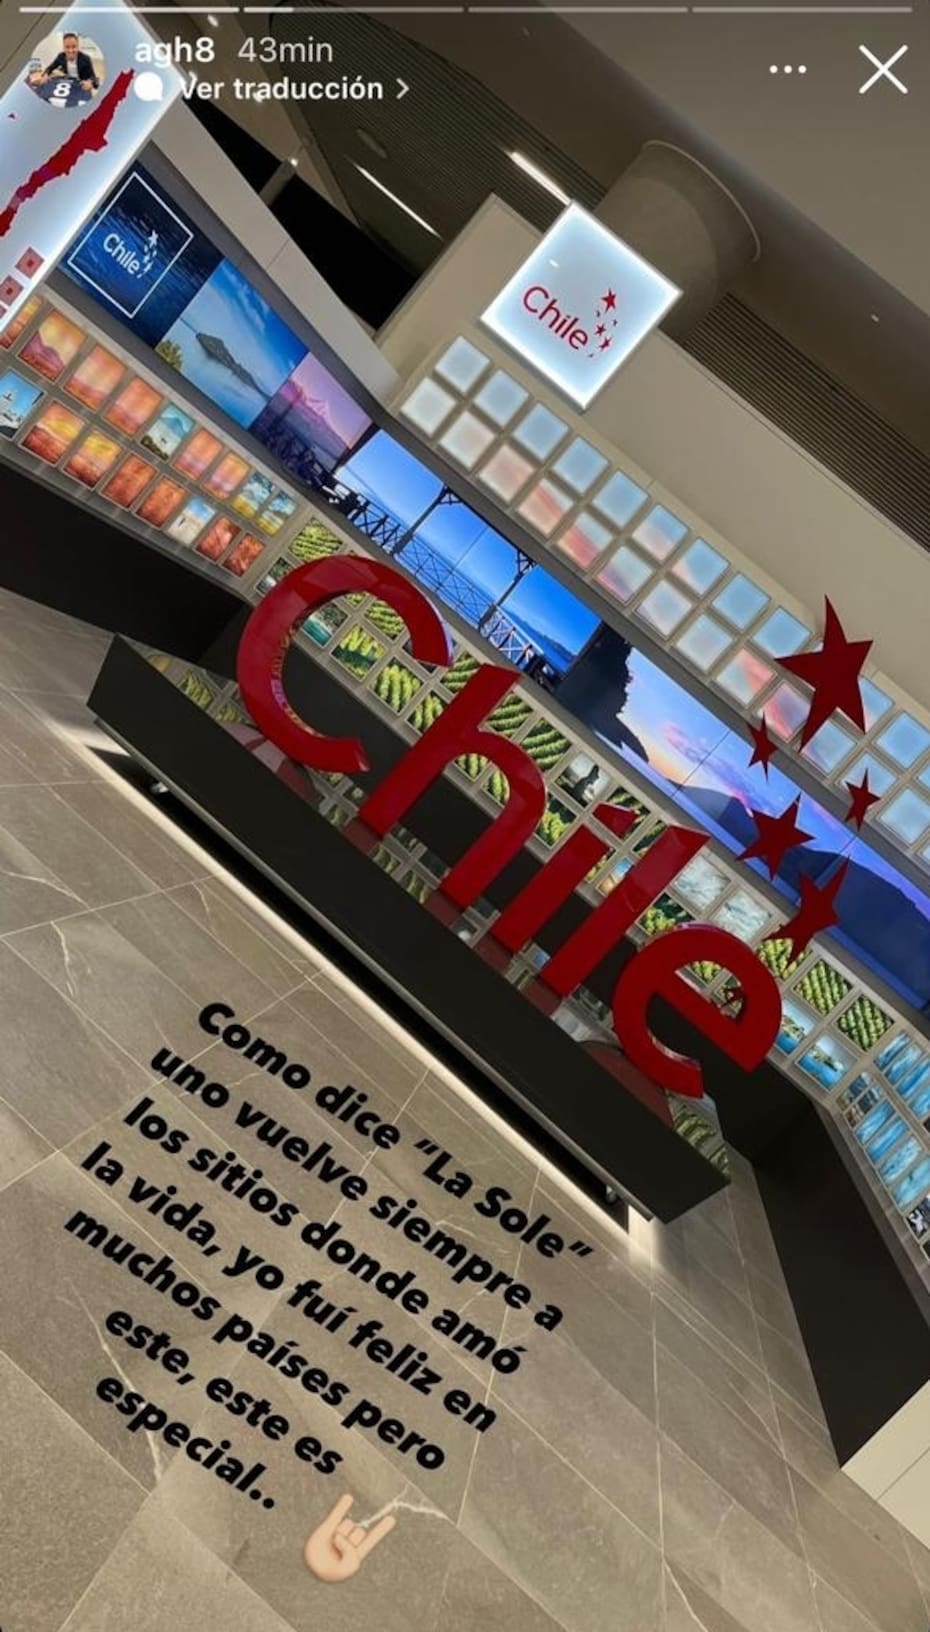 agh8 43min
Ver traducción >
8
Chile
Chile
Chile
Como dice "La Sole"
uno vuelve siempre a
los sitios donde amó
la vida, yo fuí feliz en
muchos países pero
este, este es
especial..